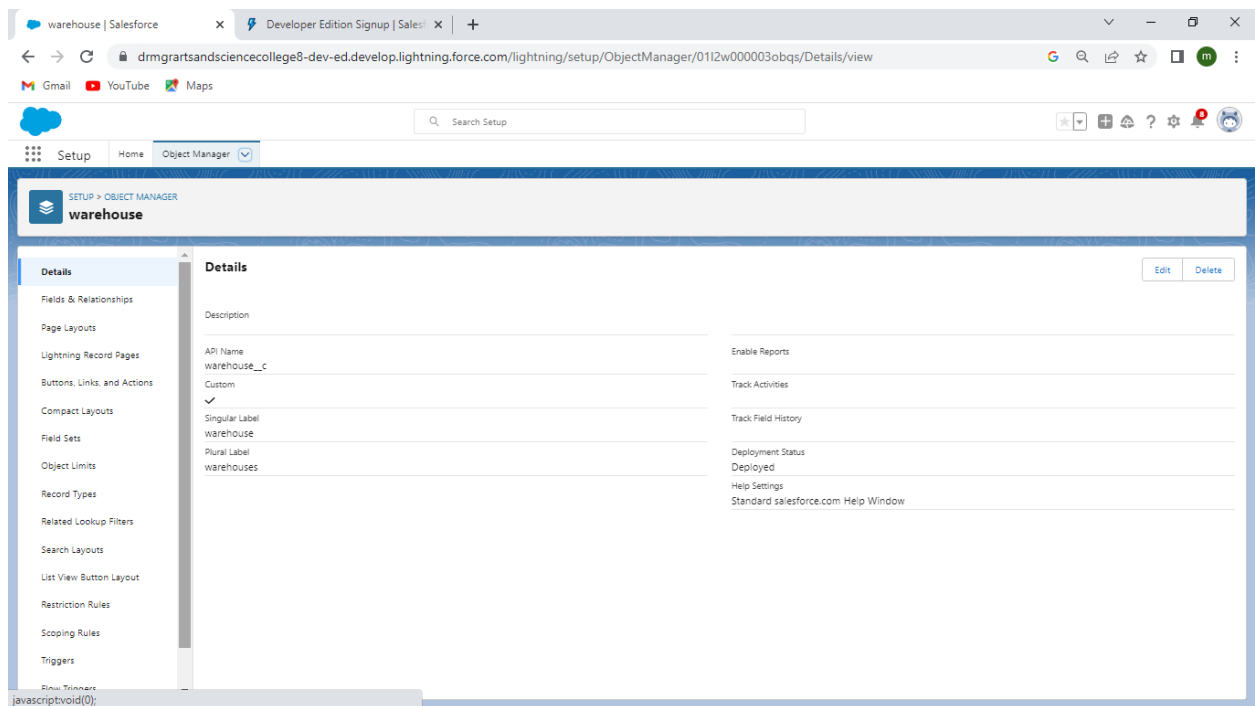 warehouse | Salesforce
Developer Edition Signup | Salesf
drmgrartsandsciencecollege8-dev-ed.develop.lightning.force.com/lightning/setup/ObjectManager/01I2w000003obqs/Details/view
G
m
Gmail YouTube Maps
Search Setup
8
Setup Home Object Manager
SETUP > OBJECT MANAGER
warehouse
Details
Fields & Relationships
Page Layouts
Lightning Record Pages
Buttons, Links, and Actions
Compact Layouts
Field Sets
Object Limits
Record Types
Related Lookup Filters
Search Layouts
List View Button Layout
Restriction Rules
Scoping Rules
Triggers
Flow Triggers
javascript:void(0);
Details
Edit Delete
Description
API Name
warehouse__c
Custom
Singular Label
warehouse
Plural Label
warehouses
Enable Reports
Track Activities
Track Field History
Deployment Status
Deployed
Help Settings
Standard salesforce.com Help Window